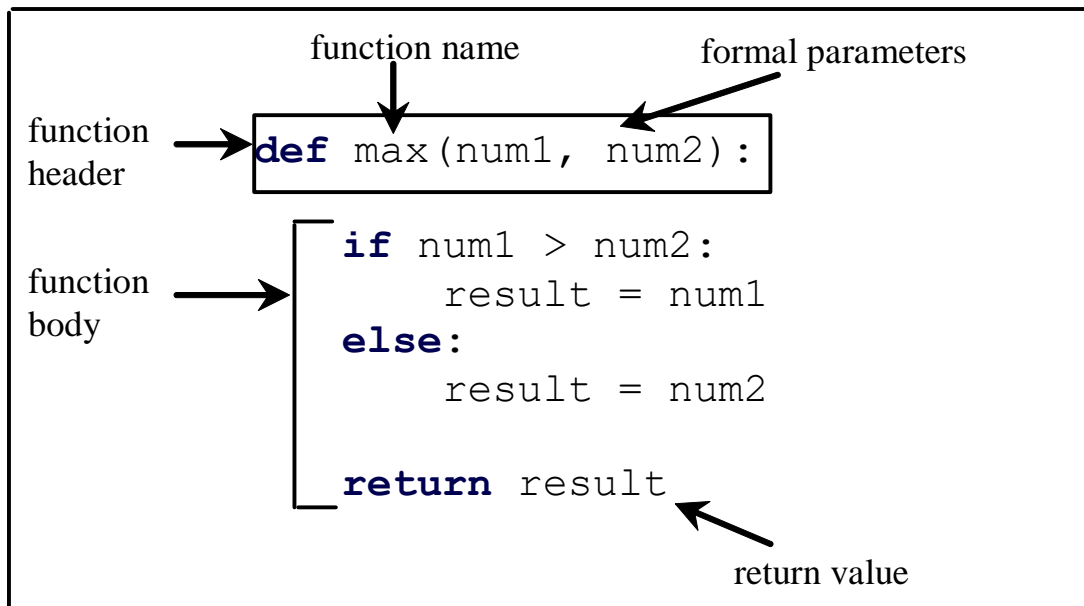 function name
formal parameters
function
header
def max(num1, num2):
if num1 > num2:
result = num1
function
body
else:
result = num2
return result
return value